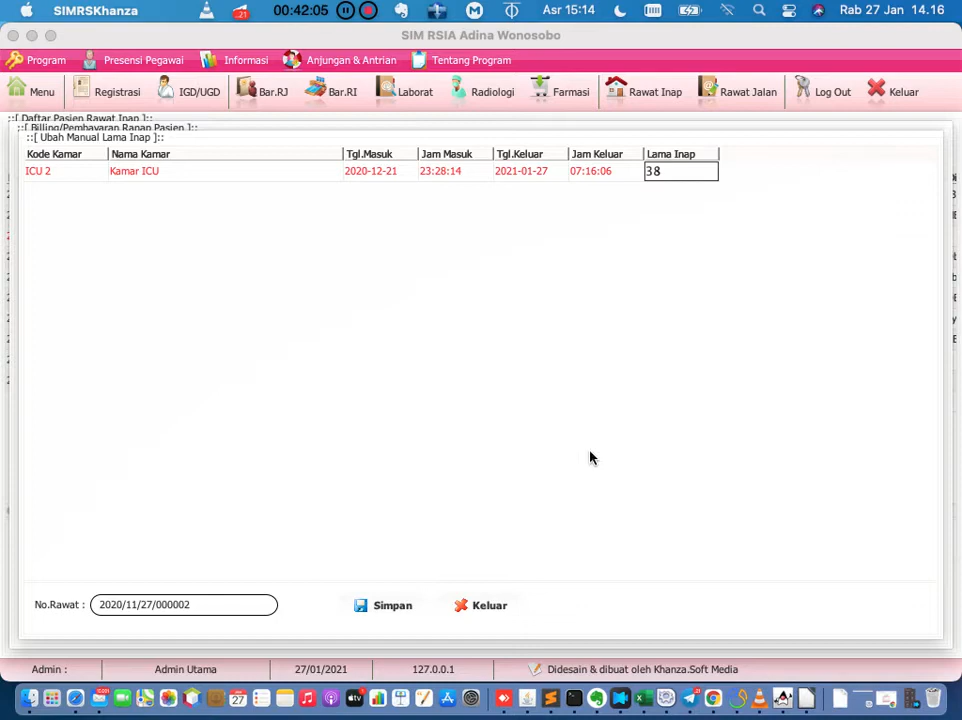 SIMRSKhanza 21 00:42:05 Asr 15:14 Rab 27 Jan 14.16
SIM RSIA Adina Wonosobo
Program Presensi Pegawai Informasi Anjungan & Antrian Tentang Program
Menu Registrasi IGD/UGD Bar.RJ Bar.RI Laborat Radiologi Farmasi Rawat Inap Rawat Jalan Log Out Keluar
::[ Daftar Pasien Rawat Inap ]::
::[ Billing/Pembayaran Ranap Pasien ]::
::[ Ubah Manual Lama Inap ]::
Kode Kamar Nama Kamar Tgl.Masuk Jam Masuk Tgl.Keluar Jam Keluar Lama Inap
ICU 2 Kamar ICU 2020-12-21 23:28:14 2021-01-27 07:16:06 38
No.Rawat : 2020/11/27/000002 Simpan Keluar
Admin : Admin Utama 27/01/2021 127.0.0.1 Didesain & dibuat oleh Khanza.Soft Media